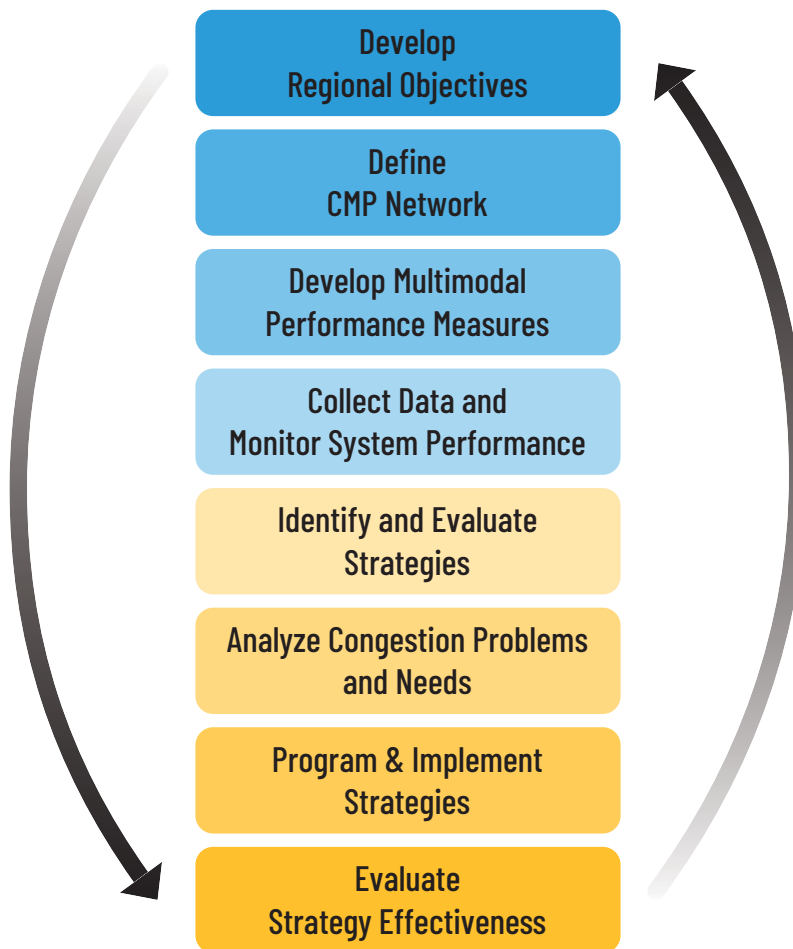 Develop
Regional Objectives
Define
CMP Network
Develop Multimodal
Performance Measures
Collect Data and
Monitor System Performance
Identify and Evaluate
Strategies
Analyze Congestion Problems
and Needs
Program & Implement
Strategies
Evaluate
Strategy Effectiveness